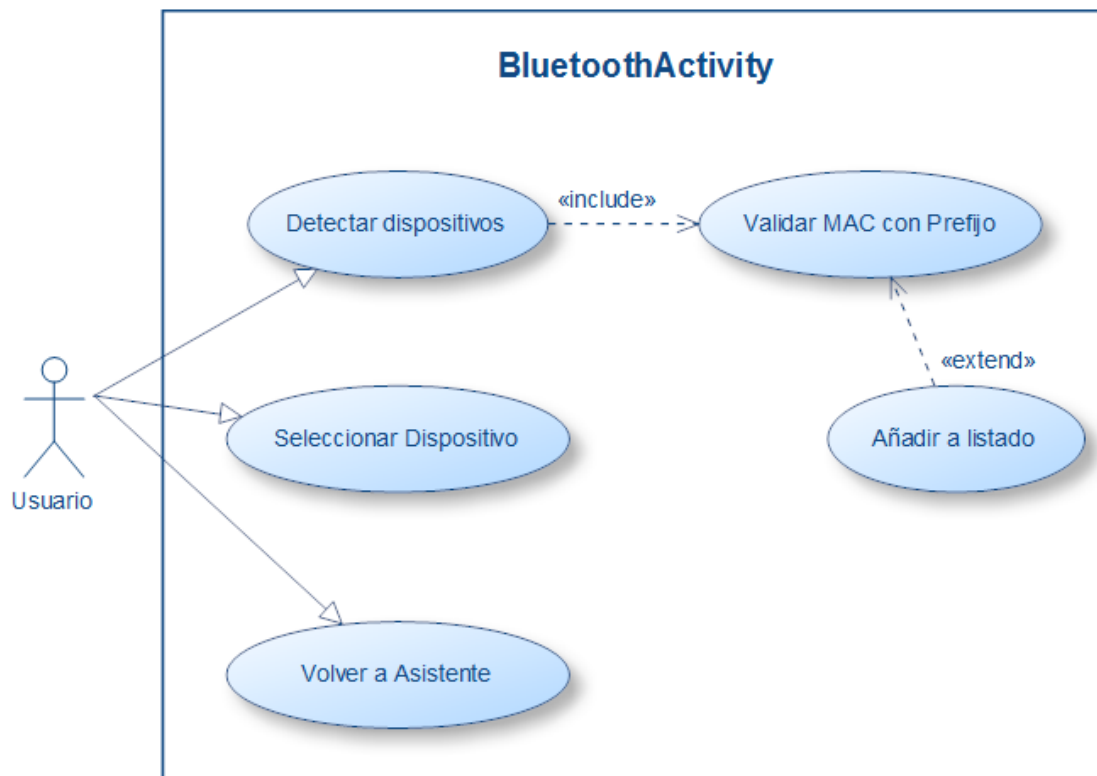 BluetoothActivity
Detectar dispositivos
«include»
Validar MAC con Prefijo
«extend»
Seleccionar Dispositivo
Añadir a listado
Usuario
Volver a Asistente